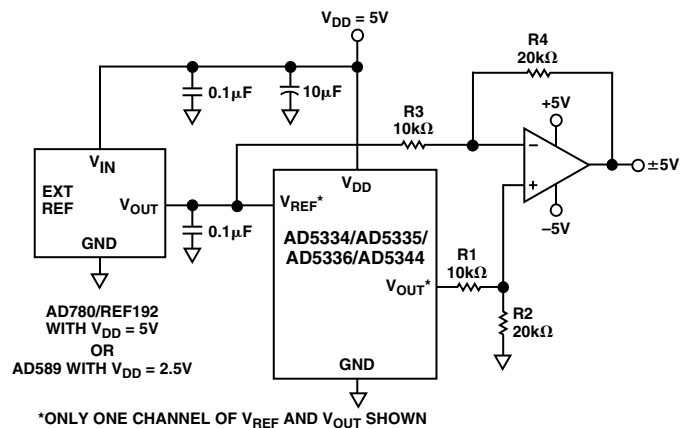 V_DD = 5V
0.1µF
10µF
R4
20kΩ
R3
10kΩ
+5V
–
+
–5V
±5V
V_IN
EXT
REF
V_OUT
GND
0.1µF
V_DD
V_REF*
AD5334/AD5335/
AD5336/AD5344
V_OUT*
GND
R1
10kΩ
R2
20kΩ
AD780/REF192
WITH V_DD = 5V
OR
AD589 WITH V_DD = 2.5V
*ONLY ONE CHANNEL OF V_REF AND V_OUT SHOWN